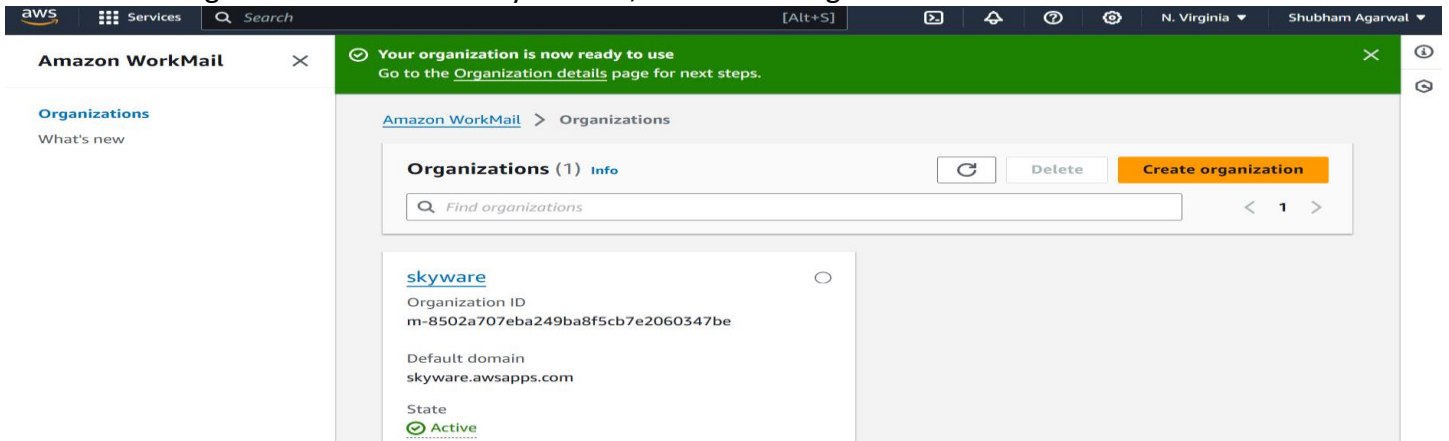 aws Services Search [Alt+S] N. Virginia Shubham Agarwal
Amazon WorkMail
Organizations
What's new
Your organization is now ready to use
Go to the Organization details page for next steps.
Amazon WorkMail > Organizations
Organizations (1) Info Delete Create organization
Find organizations < 1 >
skyware
Organization ID
m-8502a707eba249ba8f5cb7e2060347be
Default domain
skyware.awsapps.com
State
Active